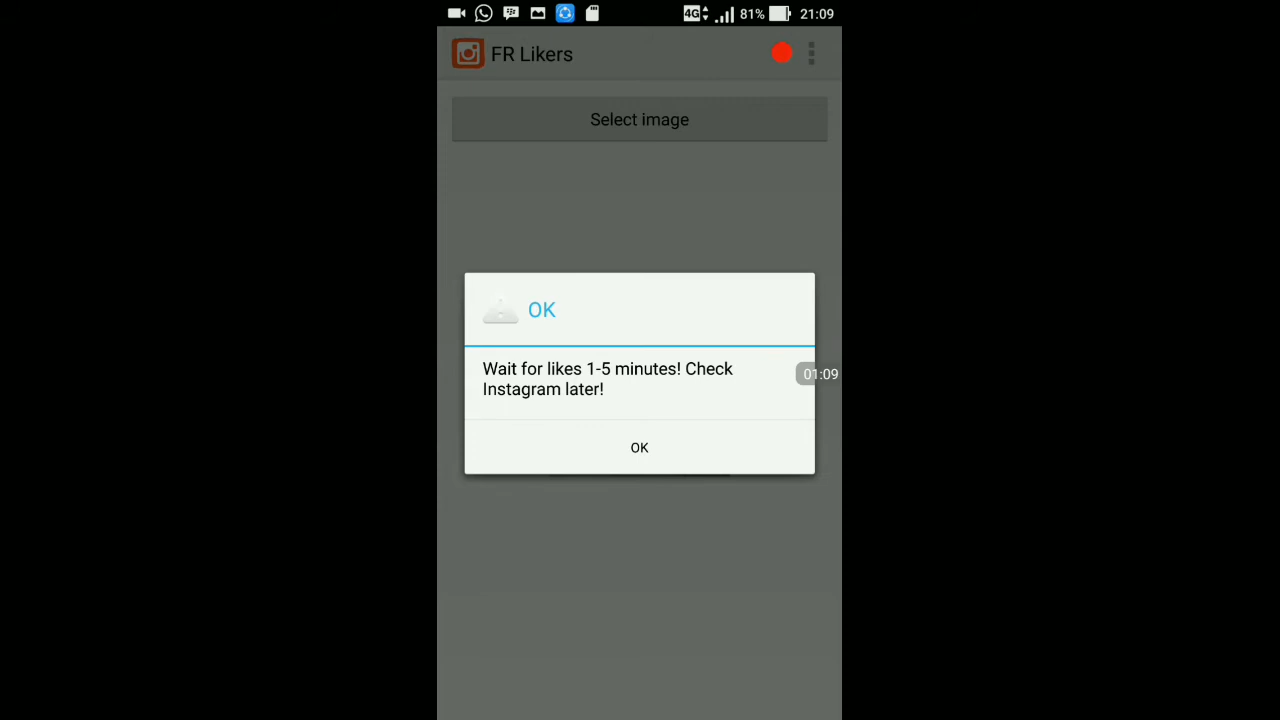 4G 81% 21:09
FR Likers
Select image
OK
Wait for likes 1-5 minutes! Check
Instagram later!
01:09
OK